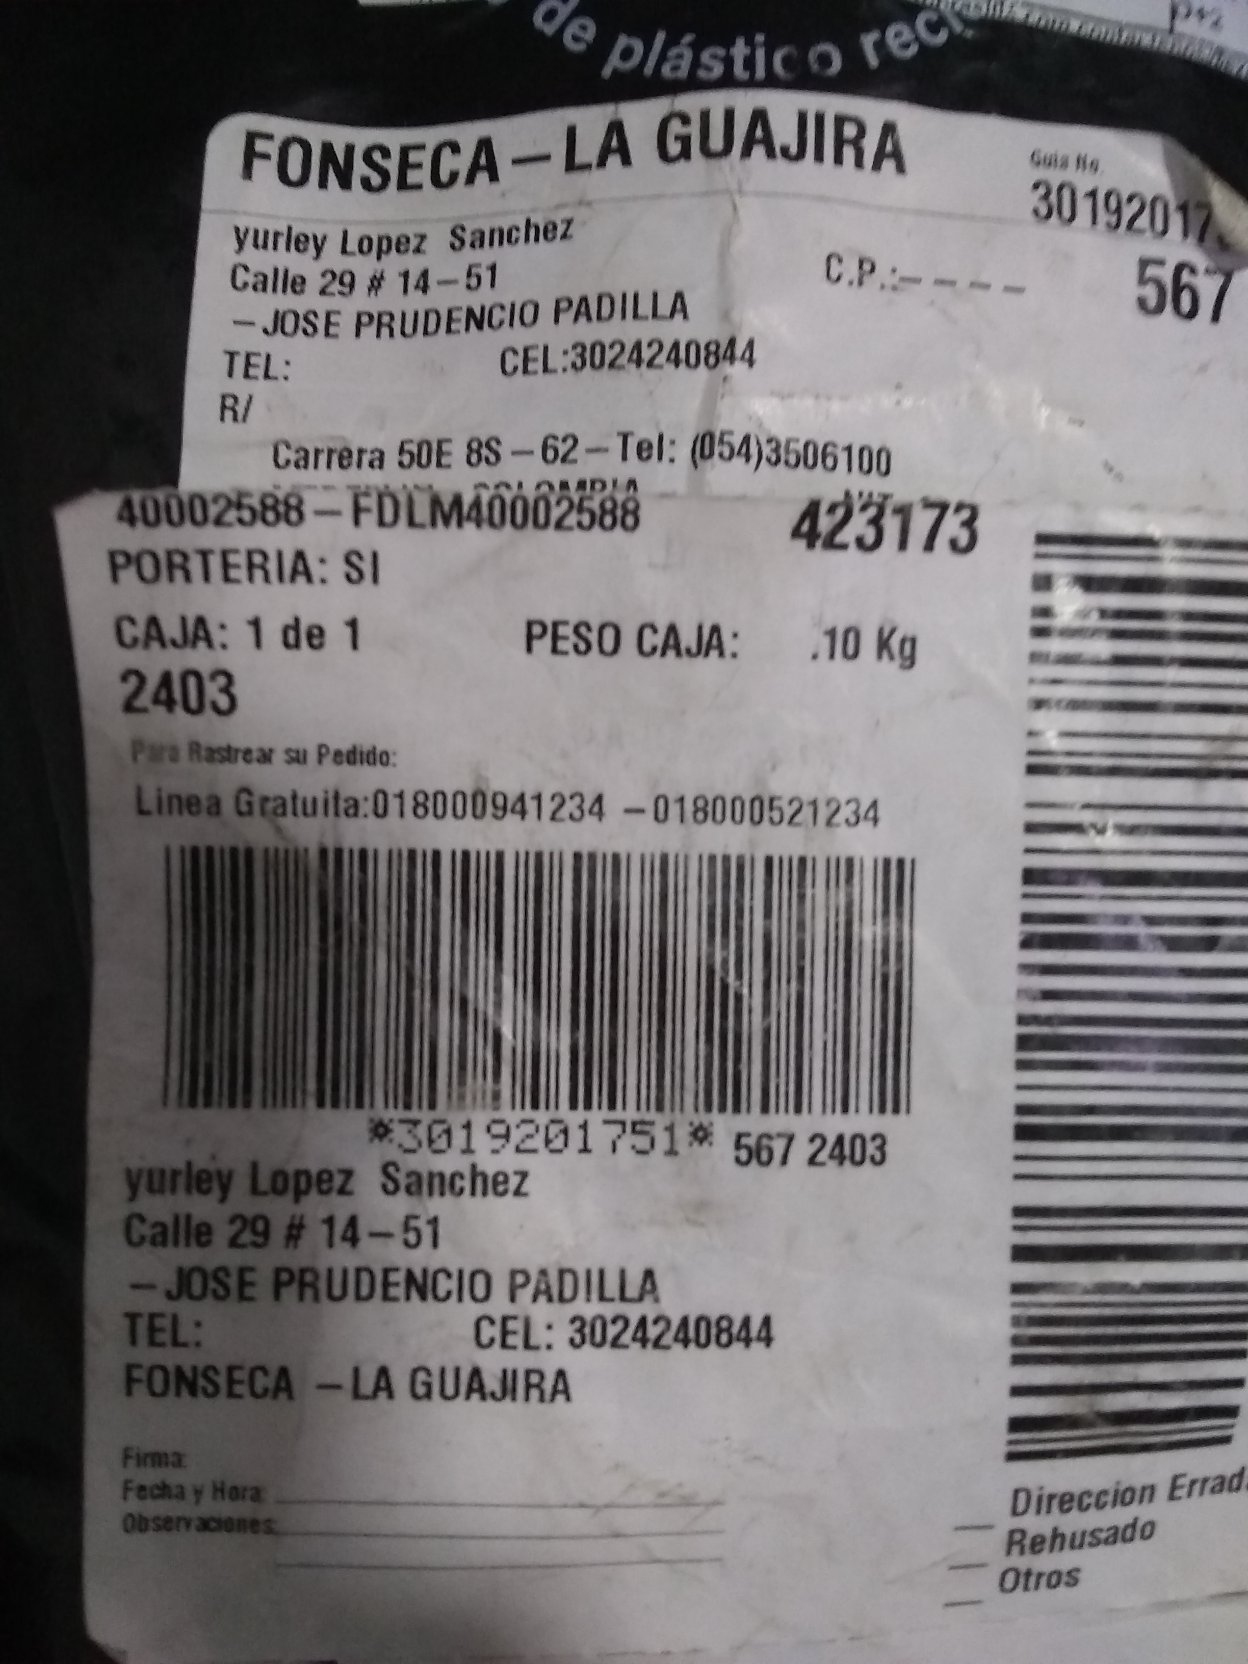 de plástico
FONSECA – LA GUAJIRA
Guia No.
yurley Lopez Sanchez
Calle 29 # 14–51
C.P.:– – – –
567
–JOSE PRUDENCIO PADILLA
TEL: CEL:3024240844
R/
Carrera 50E 8S –62–Tel: (054)3506100
40002588–FDLM40002588 423173
PORTERIA: SI
CAJA: 1 de 1 PESO CAJA: .10 Kg
2403
Para Rastrear su Pedido:
Linea Gratuita:018000941234 –018000521234
*3019201751* 567 2403
yurley Lopez Sanchez
Calle 29 # 14–51
–JOSE PRUDENCIO PADILLA
TEL: CEL: 3024240844
FONSECA –LA GUAJIRA
Firma:
Fecha y Hora:
Observaciones:
Direccion
Rehusado
Otros